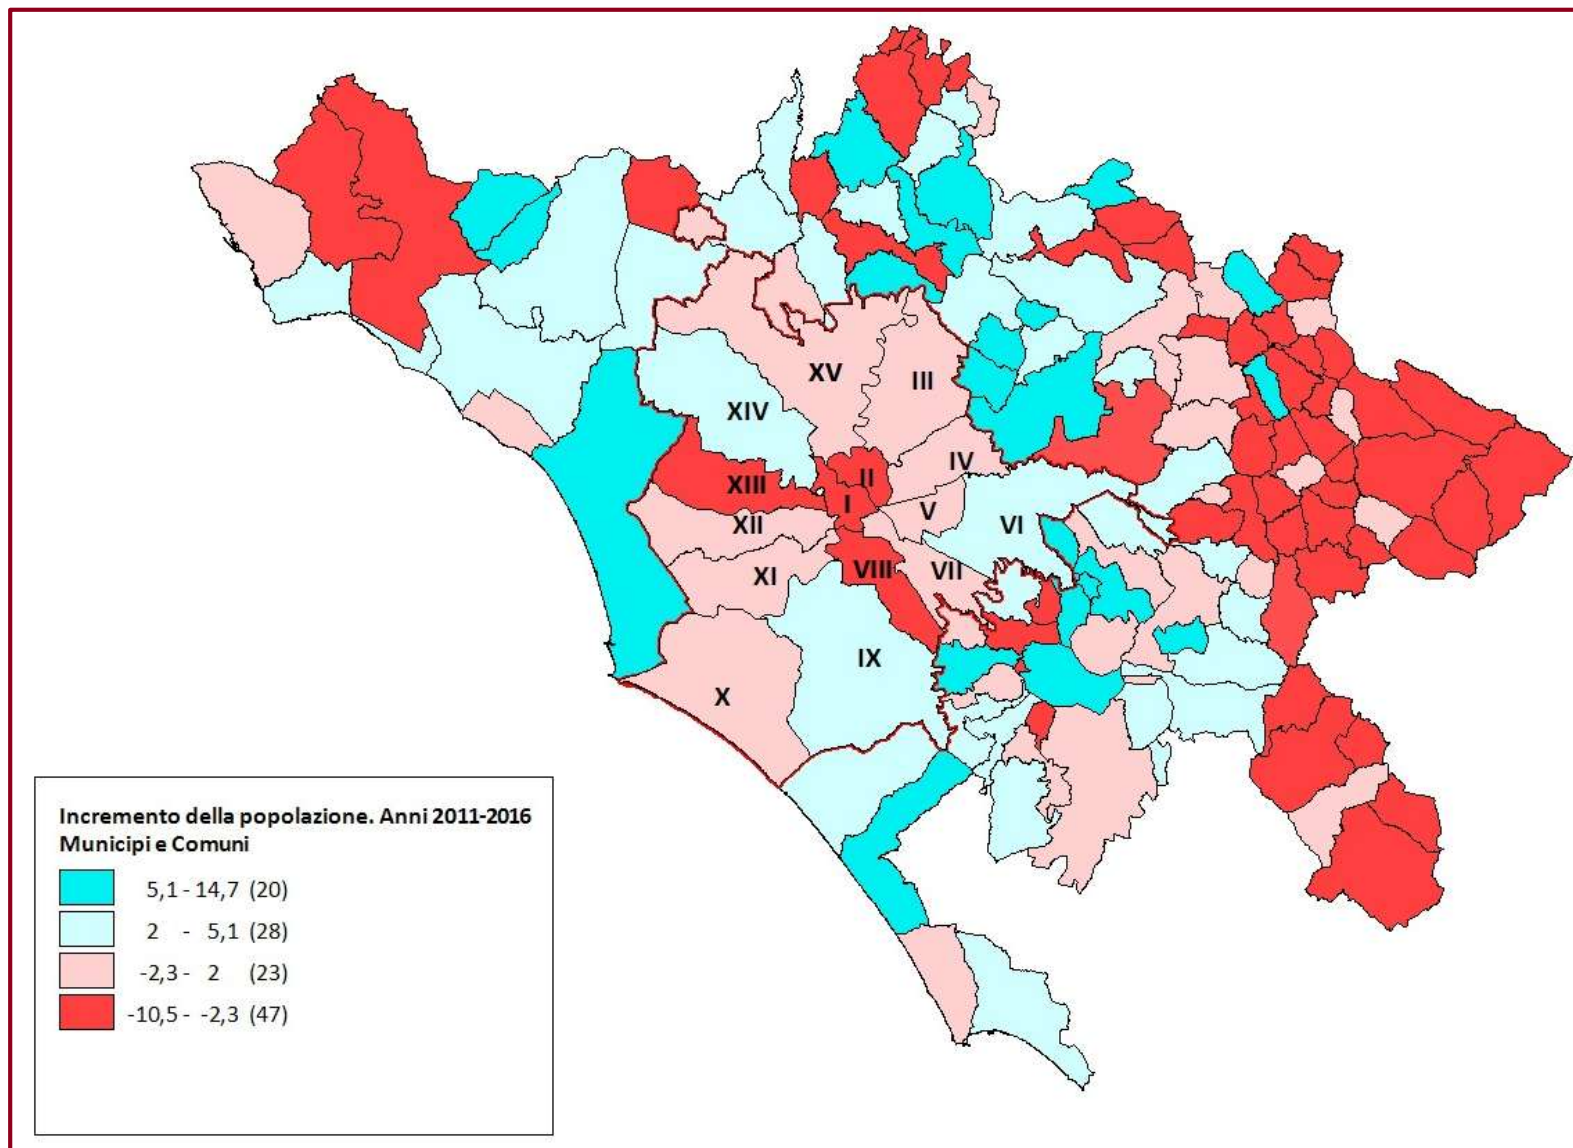 XV
III
XIV
IV
II
XIII
I
V
XII
VI
XI
VIII
VII
IX
X
Incremento della popolazione. Anni 2011-2016
Municipi e Comuni
5,1 - 14,7 (20)
2 - 5,1 (28)
-2,3 - 2 (23)
-10,5 - -2,3 (47)